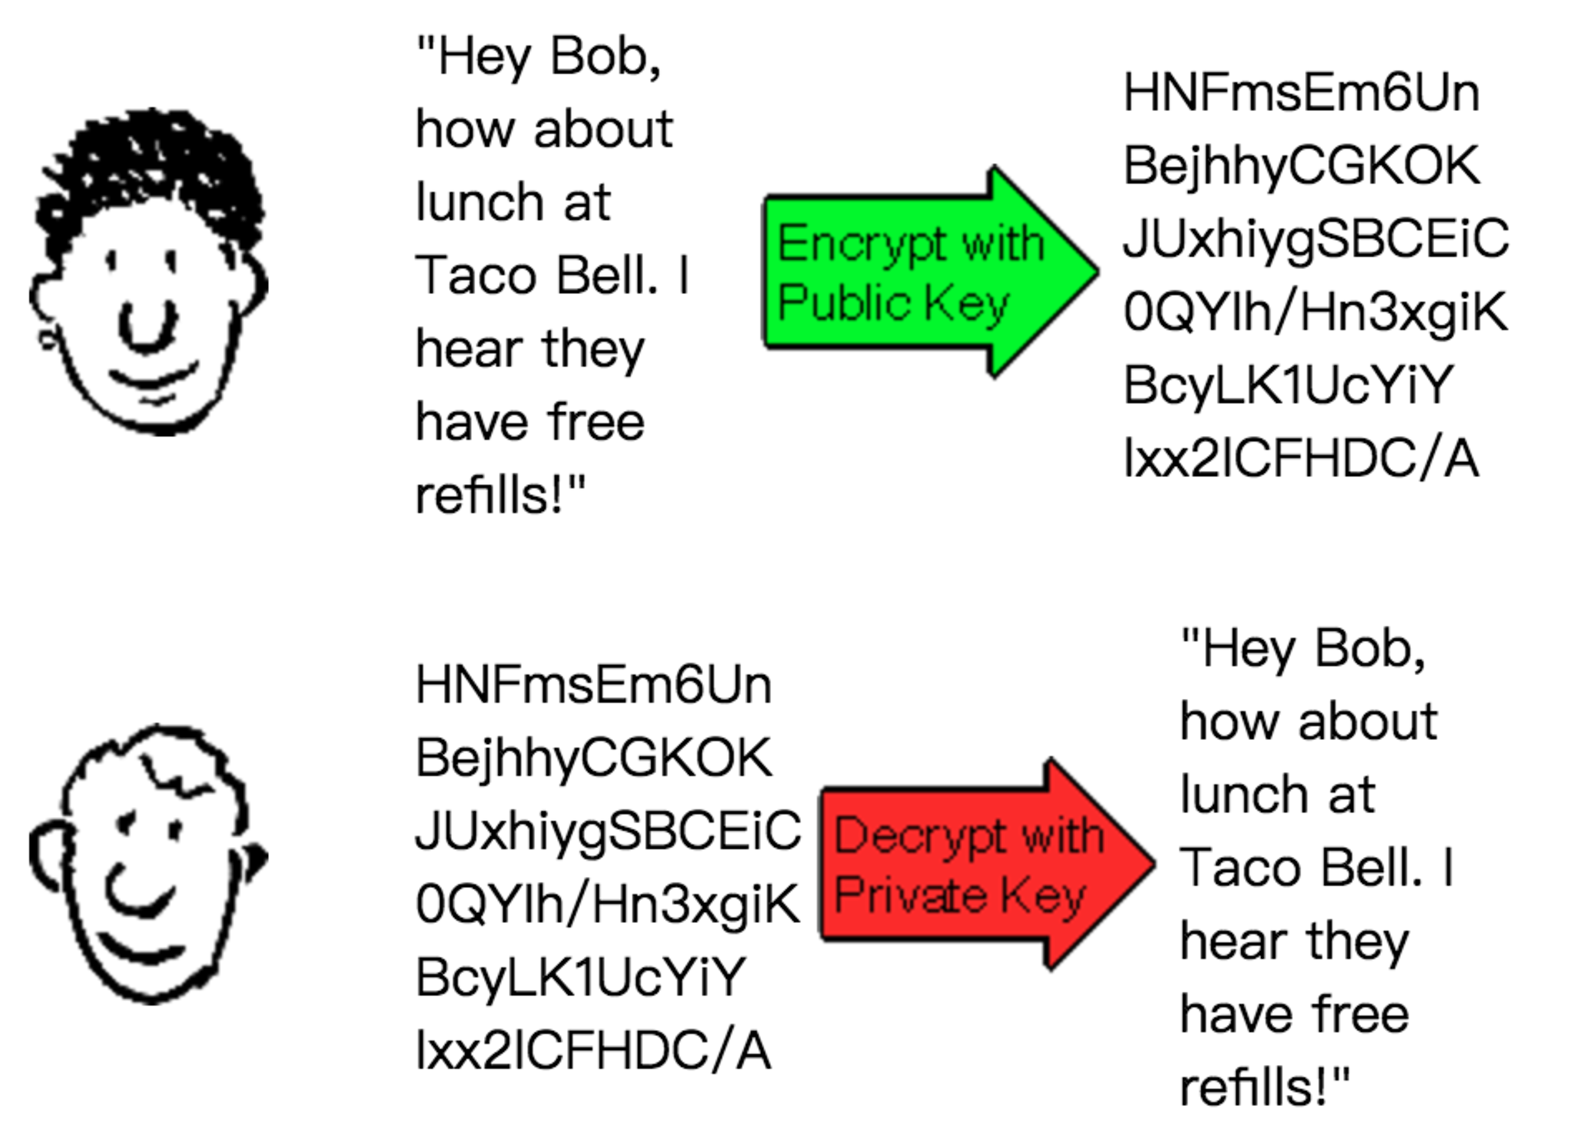 "Hey Bob,
how about
lunch at
Taco Bell. I
hear they
have free
refills!"
Encrypt with
Public Key
HNFmsEm6Un
BejhhyCGKOK
JUxhiygSBCEiC
0QYIh/Hn3xgiK
BcyLK1UcYiY
lxx2lCFHDC/A
HNFmsEm6Un
BejhhyCGKOK
JUxhiygSBCEiC
0QYIh/Hn3xgiK
BcyLK1UcYiY
lxx2lCFHDC/A
Decrypt with
Private Key
"Hey Bob,
how about
lunch at
Taco Bell. I
hear they
have free
refills!"